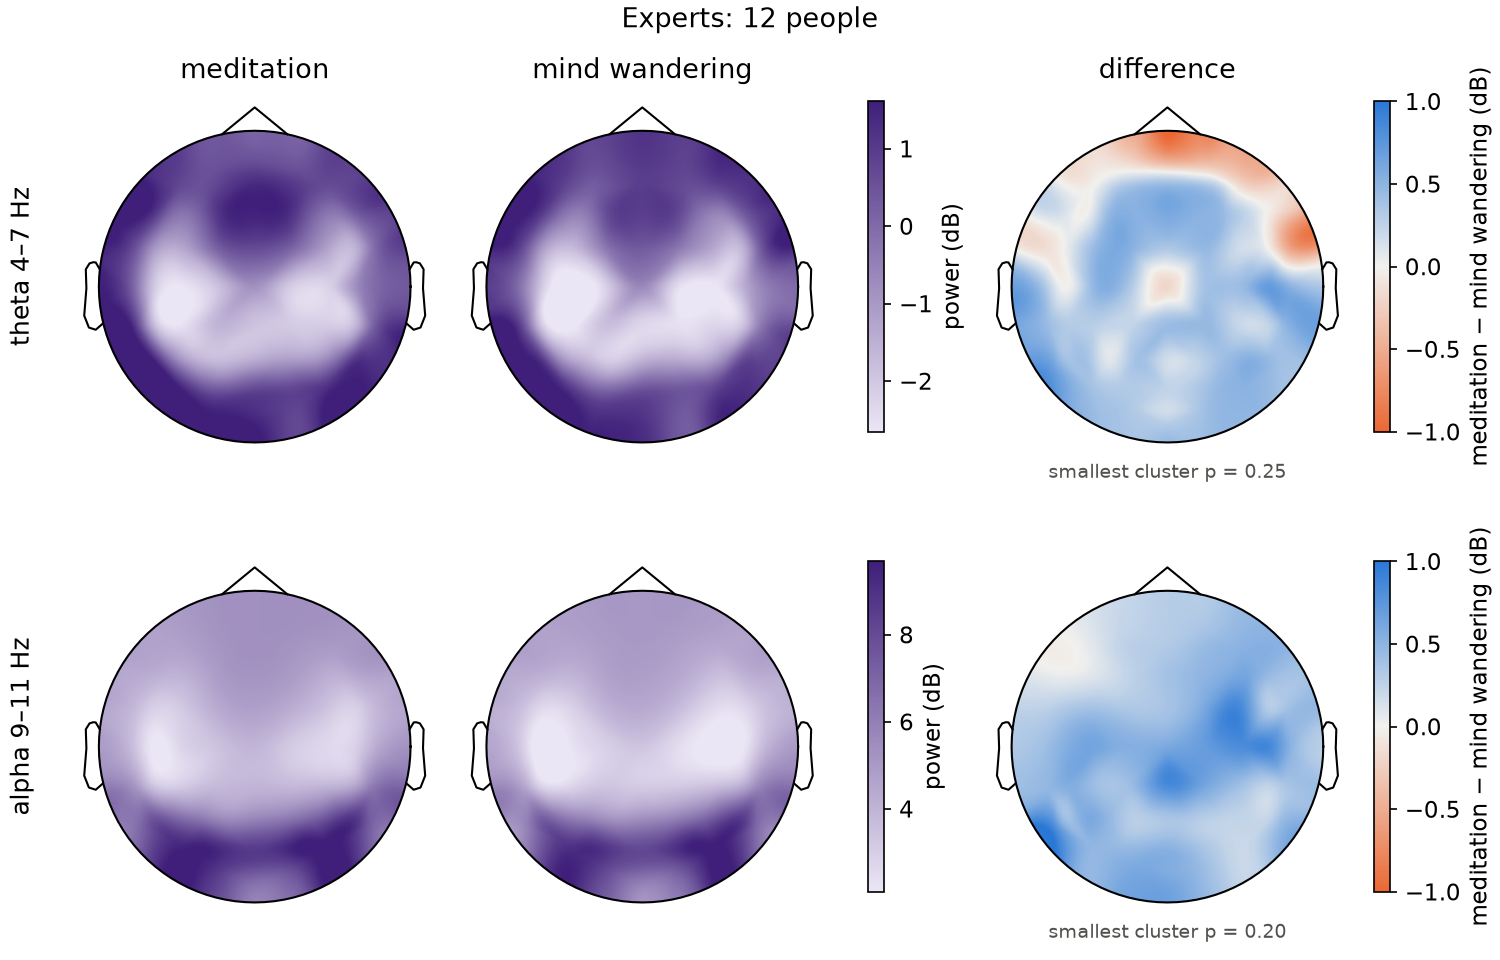 Experts: 12 people
meditation
mind wandering
difference
theta 4–7 Hz
1
0
−1
−2
power (dB)
1.0
0.5
0.0
−0.5
−1.0
meditation − mind wandering (dB)
smallest cluster p = 0.25
alpha 9–11 Hz
8
6
4
power (dB)
1.0
0.5
0.0
−0.5
−1.0
meditation − mind wandering (dB)
smallest cluster p = 0.20